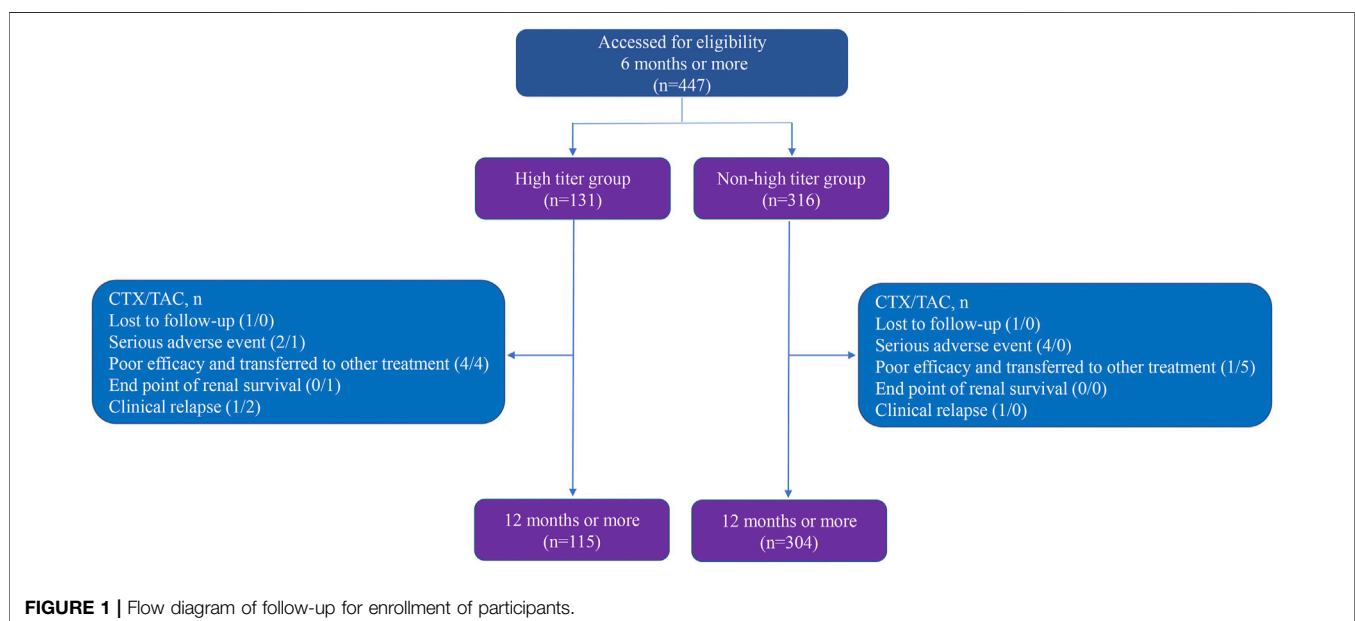 Accessed for eligibility
6 months or more
(n=447)
High titer group
(n=131)
Non-high titer group
(n=316)
CTX/TAC, n
Lost to follow-up (1/0)
Serious adverse event (2/1)
Poor efficacy and transferred to other treatment (4/4)
End point of renal survival (0/1)
Clinical relapse (1/2)
CTX/TAC, n
Lost to follow-up (1/0)
Serious adverse event (4/0)
Poor efficacy and transferred to other treatment (1/5)
End point of renal survival (0/0)
Clinical relapse (1/0)
12 months or more
(n=115)
12 months or more
(n=304)
FIGURE 1 | Flow diagram of follow-up for enrollment of participants.